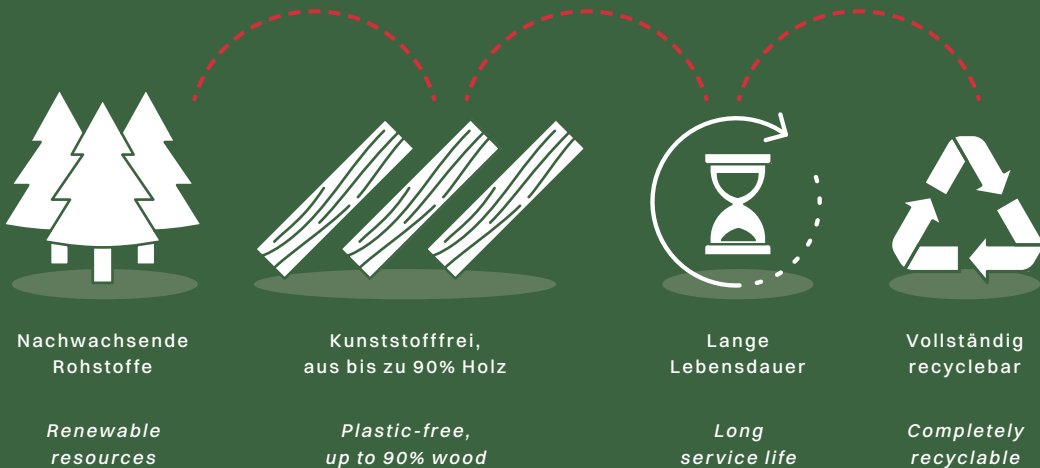 Nachwachsende
Rohstoffe
Renewable
resources
Kunststofffrei,
aus bis zu 90% Holz
Plastic-free,
up to 90% wood
Lange
Lebensdauer
Long
service life
Vollständig
recyclebar
Completely
recyclable